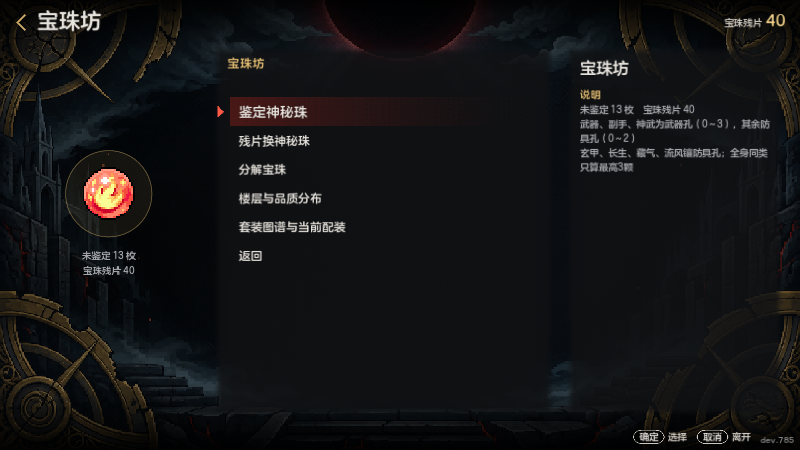 宝珠坊
宝珠残片 40
宝珠坊
鉴定神秘珠
残片换神秘珠
分解宝珠
楼层与品质分布
套装图谱与当前配装
返回
未鉴定 13 枚
宝珠残片 40
宝珠坊
说明
未鉴定 13 枚 宝珠残片 40
武器、副手、神武为武器孔 ( 0~3 )，其余防
具孔 ( 0~2 )
玄甲、长生、霸气、流风镶防具孔；全身同类
只算最高3颗
确定 选择 取消 离开
dev.785